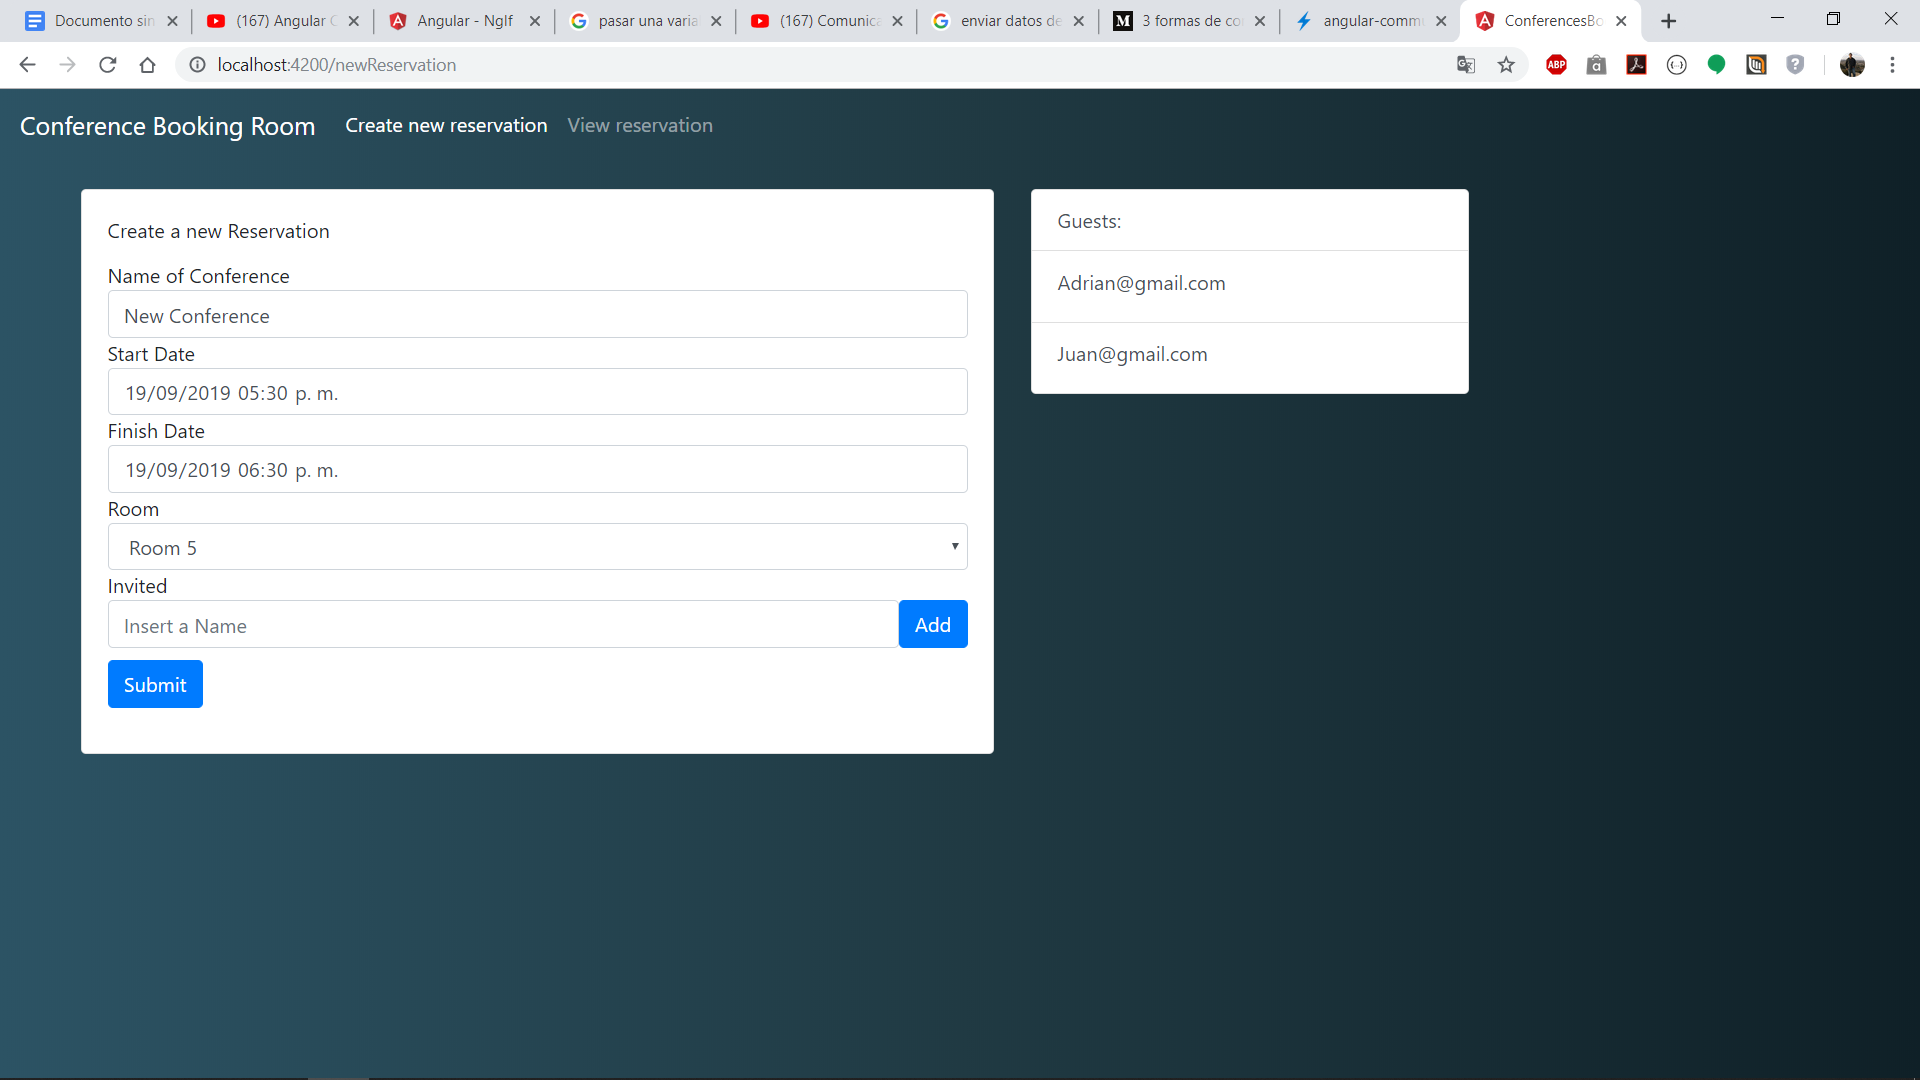 Documento sin
(167) Angular C
Angular - NgIf
pasar una varia
(167) Comunica
enviar datos de
M
3 formas de co
angular-commu
ConferencesBo
localhost:4200/newReservation
ABP
Conference Booking Room
Create new reservation
View reservation
Create a new Reservation
Name of Conference
New Conference
Start Date
19/09/2019 05:30 p. m.
Finish Date
19/09/2019 06:30 p. m.
Room
Room 5
Invited
Insert a Name
Add
Submit
Guests:
Adrian@gmail.com
Juan@gmail.com